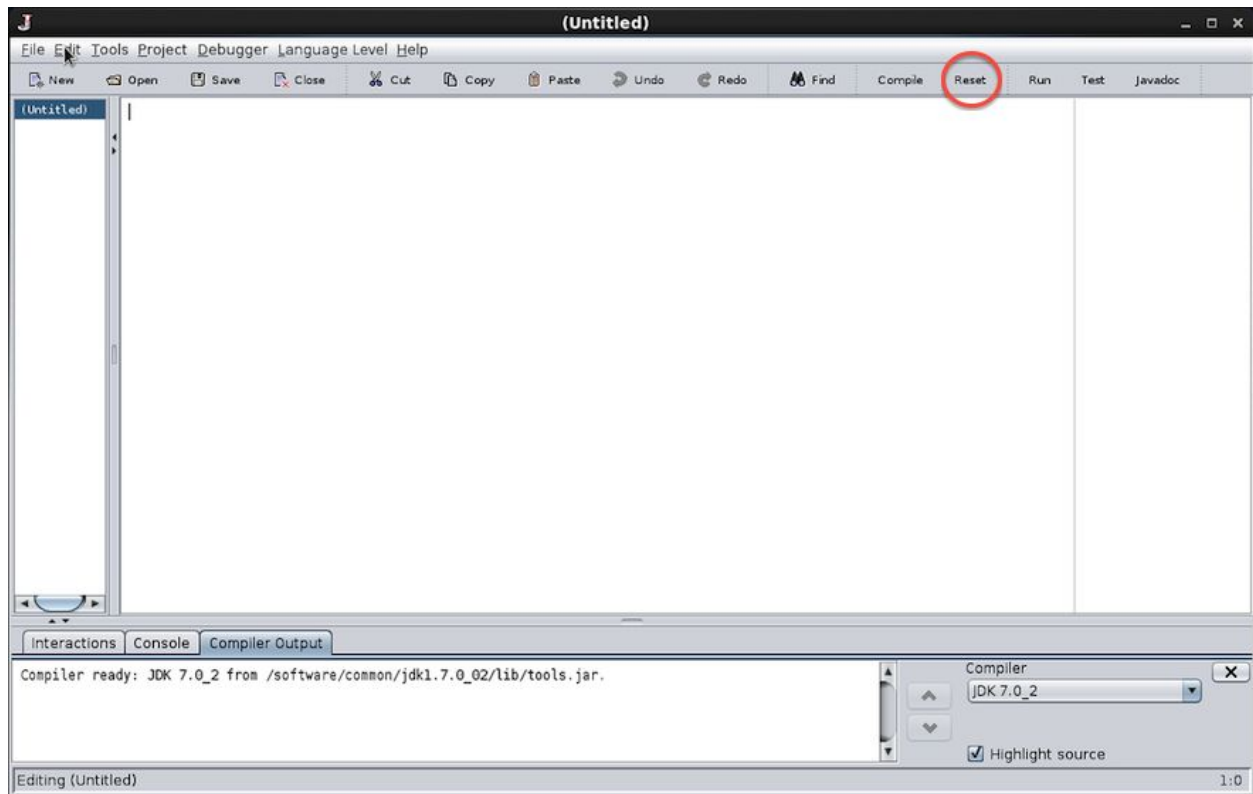 J (Untitled)
File Edit Tools Project Debugger Language Level Help
New Open Save Close Cut Copy Paste Undo Redo Find Compile Reset Run Test Javadoc
(Untitled)
Interactions Console Compiler Output
Compiler ready: JDK 7.0_2 from /software/common/jdk1.7.0_02/lib/tools.jar.
Compiler
JDK 7.0_2
Highlight source
Editing (Untitled) 1:0